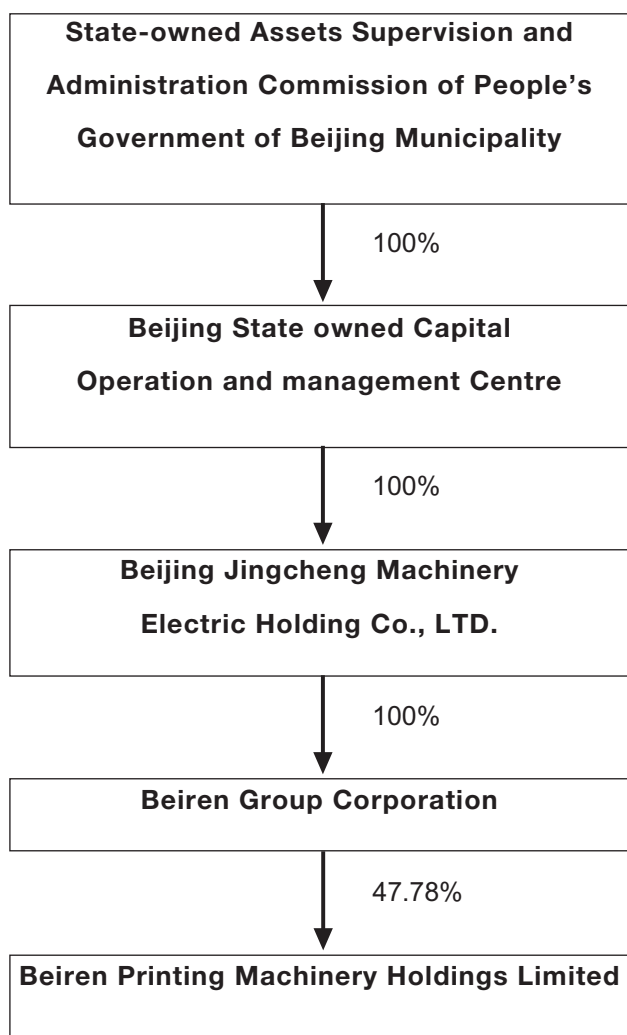 State-owned Assets Supervision and
Administration Commission of People’s
Government of Beijing Municipality
100%
Beijing State owned Capital
Operation and management Centre
100%
Beijing Jingcheng Machinery
Electric Holding Co., LTD.
100%
Beiren Group Corporation
47.78%
Beiren Printing Machinery Holdings Limited